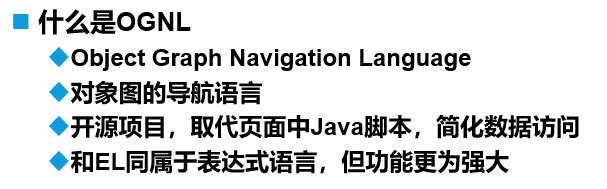 什么是OGNL
Object Graph Navigation Language
对象图的导航语言
开源项目，取代页面中Java脚本，简化数据访问
和EL同属于表达式语言，但功能更为强大